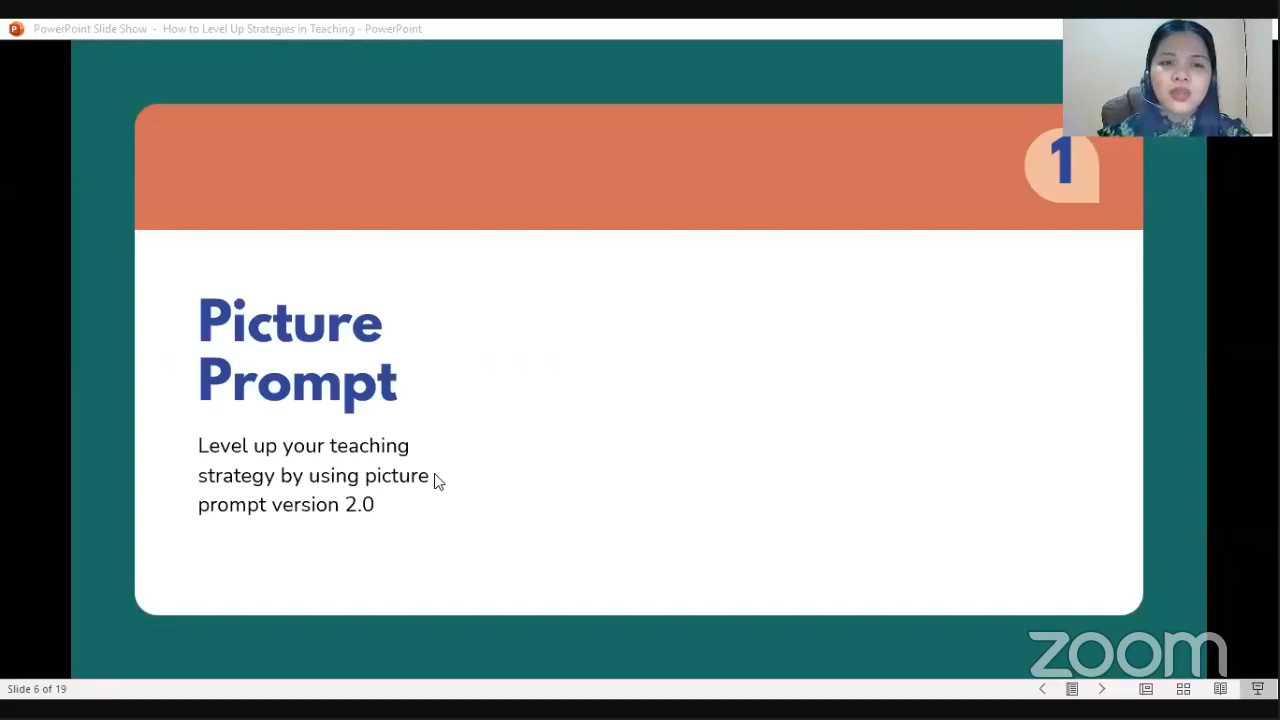 PowerPoint Slide Show - How to Level Up Strategies in Teaching - PowerPoint
1
Picture
Prompt
Level up your teaching
strategy by using picture
prompt version 2.0
zoom
Slide 6 of 19